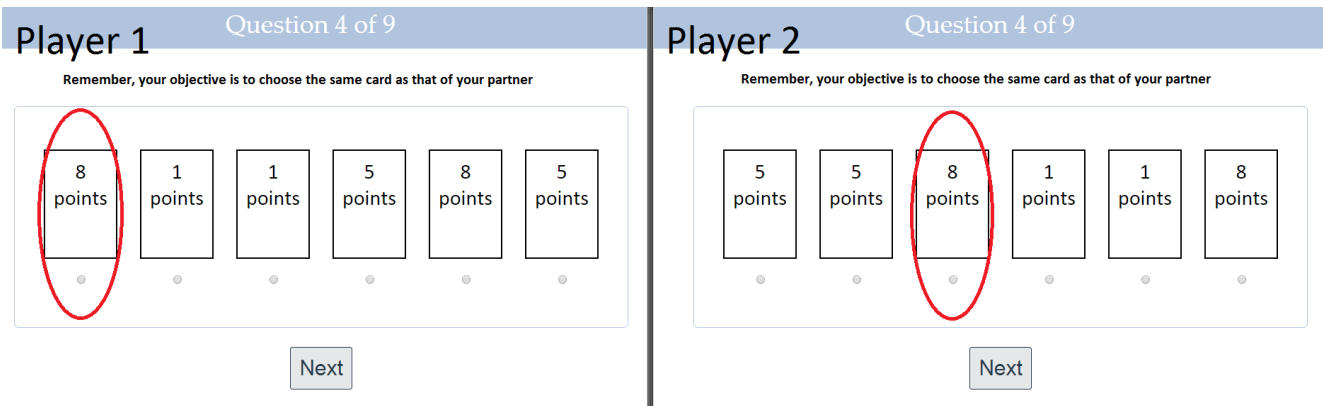 Question 4 of 9
Player 1
Remember, your objective is to choose the same card as that of your partner
8 points
1 points
1 points
5 points
8 points
5 points
Next
Question 4 of 9
Player 2
Remember, your objective is to choose the same card as that of your partner
5 points
5 points
8 points
1 points
1 points
8 points
Next